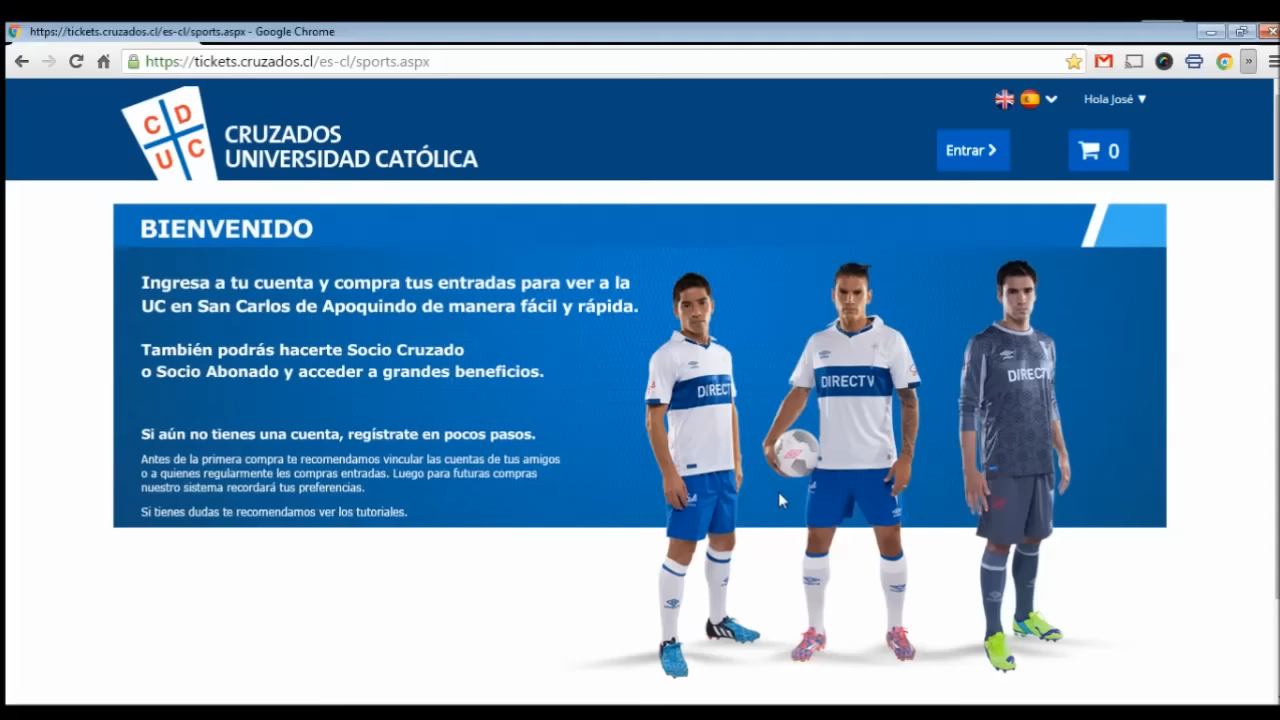 https://tickets.cruzados.cl/es-cl/sports.aspx - Google Chrome
https://tickets.cruzados.cl/es-cl/sports.aspx
»
Hola José ▼
C D
U C
CRUZADOS
UNIVERSIDAD CATÓLICA
Entrar
0
BIENVENIDO
Ingresa a tu cuenta y compra tus entradas para ver a la
UC en San Carlos de Apoquindo de manera fácil y rápida.
También podrás hacerte Socio Cruzado
o Socio Abonado y acceder a grandes beneficios.
Si aún no tienes una cuenta, regístrate en pocos pasos.
Antes de la primera compra te recomendamos vincular las cuentas de tus amigos
o a quienes regularmente les compras entradas. Luego para futuras compras
nuestro sistema recordará tus preferencias.
Si tienes dudas te recomendamos ver los tutoriales.
DIRECTV
DIRECTV